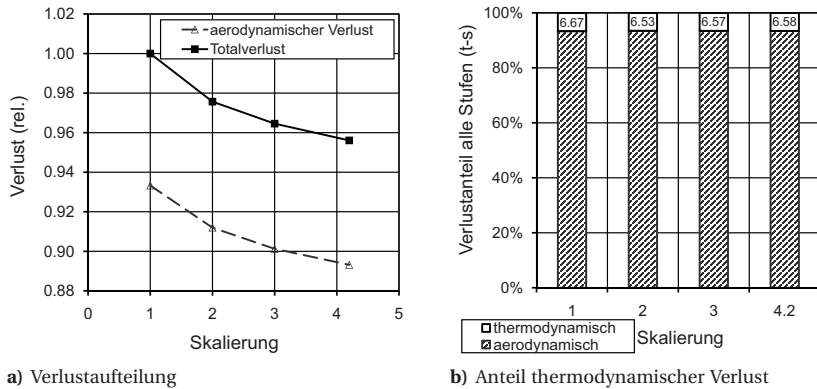 1.02
1.00
0.98
0.96
0.94
0.92
0.90
0.88
Verlust (rel.)
aerodynamischer Verlust
Totalverlust
0 1 2 3 4 5
Skalierung
a) Verlustaufteilung
100%
80%
60%
40%
20%
0%
Verlustanteil alle Stufen (t-s)
6.67 6.53 6.57 6.58
1 2 3 4.2
thermodynamisch
aerodynamisch
Skalierung
b) Anteil thermodynamischer Verlust